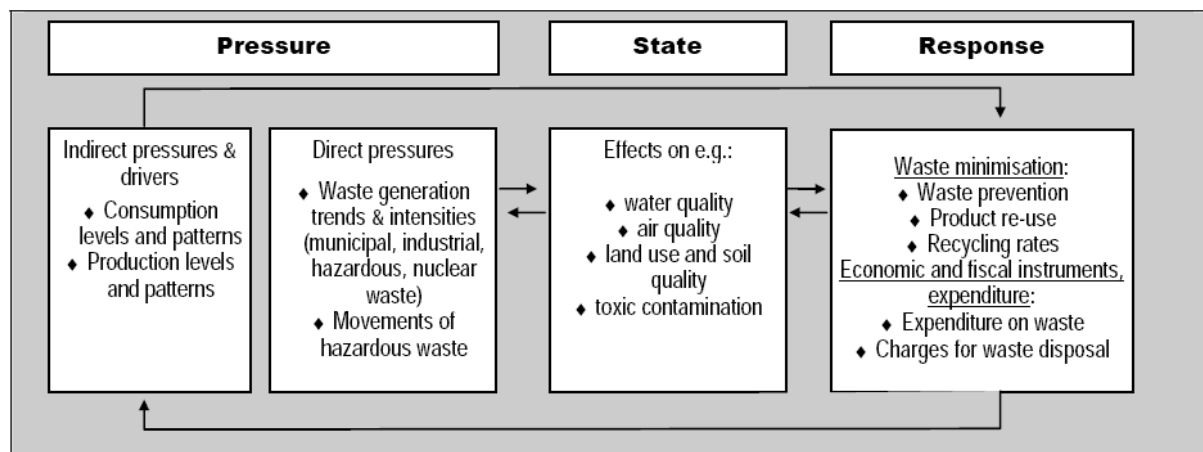 Pressure
State
Response
Indirect pressures &
drivers
♦ Consumption
levels and patterns
♦ Production levels
and patterns
Direct pressures
♦ Waste generation
trends & intensities
(municipal, industrial,
hazardous, nuclear
waste)
♦ Movements of
hazardous waste
Effects on e.g.:
♦ water quality
♦ air quality
♦ land use and soil
quality
♦ toxic contamination
Waste minimisation:
♦ Waste prevention
♦ Product re-use
♦ Recycling rates
Economic and fiscal instruments,
expenditure:
♦ Expenditure on waste
♦ Charges for waste disposal